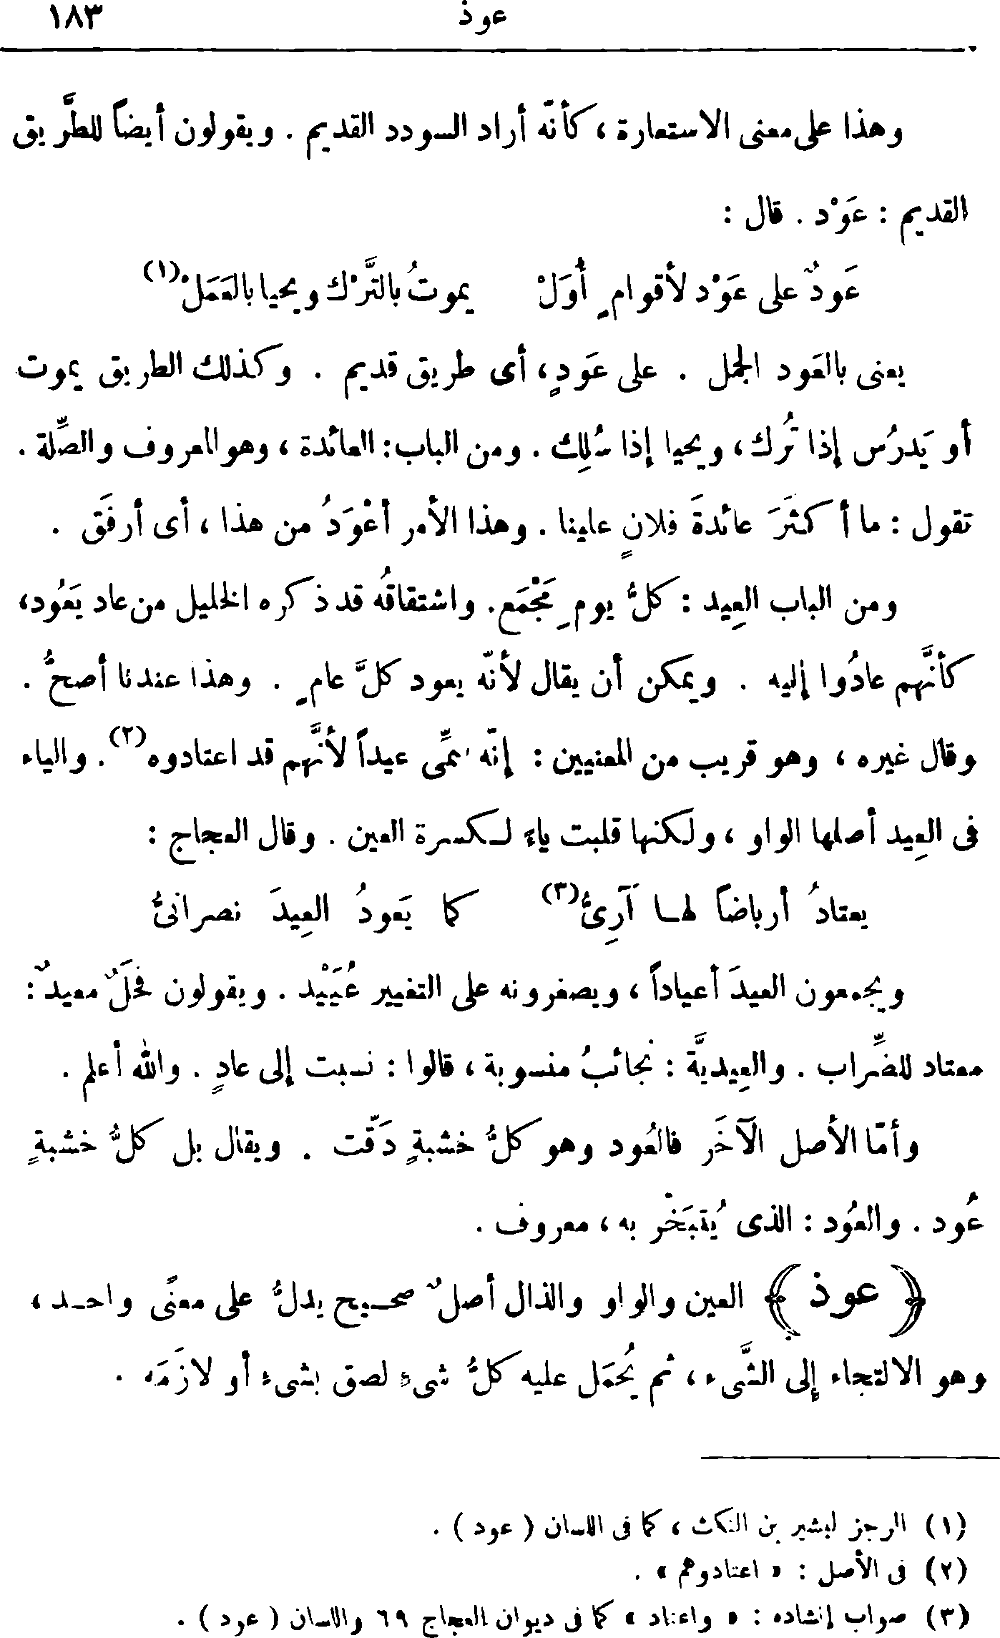 عوذ ١٨٣
وهذا على معنى الاستعارة ، كأنّه أراد السودد القديم . ويقولون أيضاً للطَّريق
القديم : عَوْد . قال :
عَودٌ على عَوْد لأقوامٍ أُوَلْ يموتُ بالتَّرْك ويحيا بالعَمَلْ(١)
يعنى بالعَود الجمل . على عَودٍ، أى طريق قديم . وكذلك الطريق يموت
أو يَدرُس إذا تُرك، ويحيا إذا سُلِك . ومن الباب: العائدة ، وهو المعروف والصِّلة .
تقول : ما أكثرَ عائدةَ فلانٍ علينا . وهذا الأمر أعْوَدُ من هذا ، أى أرفَق .
ومن الباب العِيد : كلُّ يومِ مَجْمَع. واشتقاقُه قد ذكره الخليل من عاد يَعُود،
كأنَّهم عادُوا إليه . ويمكن أن يقال لأنّه يعود كلَّ عامٍ . وهذا عندنا أصحُّ .
وقال غيره ، وهو قريب من المعنيين : إنّه سُمِّى عيداً لأنَّهم قد اعتادوه(٢) . والياء
فى العِيد أصلها الواو ، ولكنها قلبت ياءً لكسرة العين . وقال العجاج :
يعتادُ أرباضاً لها آرِىُّ(٣) كما يَعودُ العِيدَ نصرانىُّ
ويجمعون العيدَ أعياداً ، ويصغرونه على التغيير عُيَيْد . ويقولون فحَلٌ معيدٌ :
معتاد للضِّراب . والعِيديَّة : نجائبُ منسوبة ، قالوا : نسبت إلى عادٍ . والله أعلم .
وأمّا الأصل الآخَر فالعُود وهو كلُّ خشبةٍ دَقّت . ويقال بل كلُّ خشبةٍ
عُود . والعُود : الذى يُتبَخّر به ، معروف .
﴿ عوذ ﴾ العين والواو والذال أصلٌ صحيح يدلُّ على معنًى واحد ،
وهو الالتجاء إلى الشَّىء ، ثم يُحمَل عليه كلُّ شىءٍ لصق بشىءٍ أو لازَمَه .
(١) الرجز لبشير بن النكث ، كما فى اللسان ( عود ) .
(٢) فى الأصل : « اعتادوهم » .
(٣) صواب إنشاده : « واعتاد » كما فى ديوان العجاج ٦٩ واللسان ( عود ) .